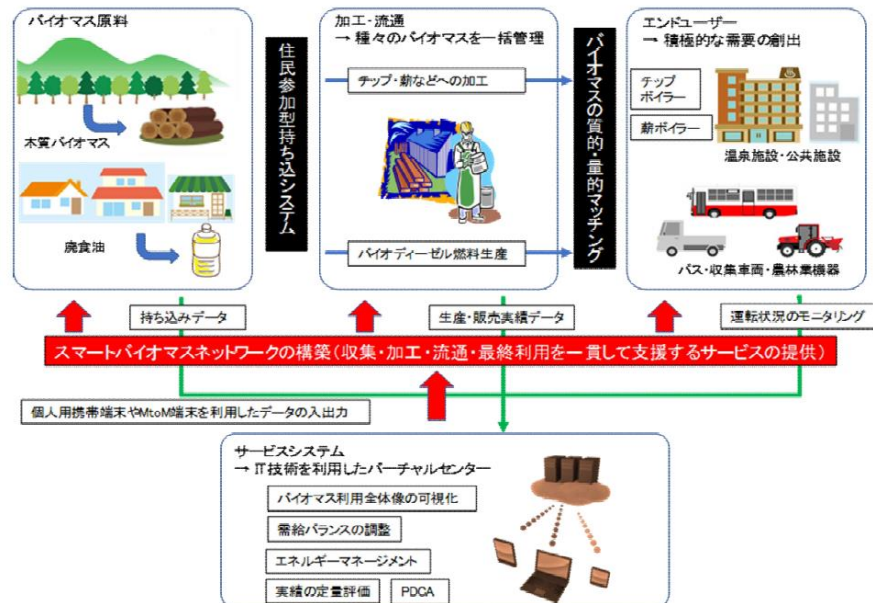 バイオマス原料
木質バイオマス
廃食油
住民参加型持ち込システム
加工・流通
→ 種々のバイオマスを一括管理
チップ・薪などへの加工
バイオディーゼル燃料生産
バイオマスの質的・量的マッチング
エンドユーザー
→ 積極的な需要の創出
チップ
ボイラー
薪ボイラー
温泉施設・公共施設
バス・収集車両・農林業機器
持ち込みデータ
生産・販売実績データ
運転状況のモニタリング
スマートバイオマスネットワークの構築(収集・加工・流通・最終利用を一貫して支援するサービスの提供)
個人用携帯端末やMtoM端末を利用したデータの入出力
サービスシステム
→ IT技術を利用したバーチャルセンター
バイオマス利用全体像の可視化
需給バランスの調整
エネルギーマネージメント
実績の定量評価
PDCA